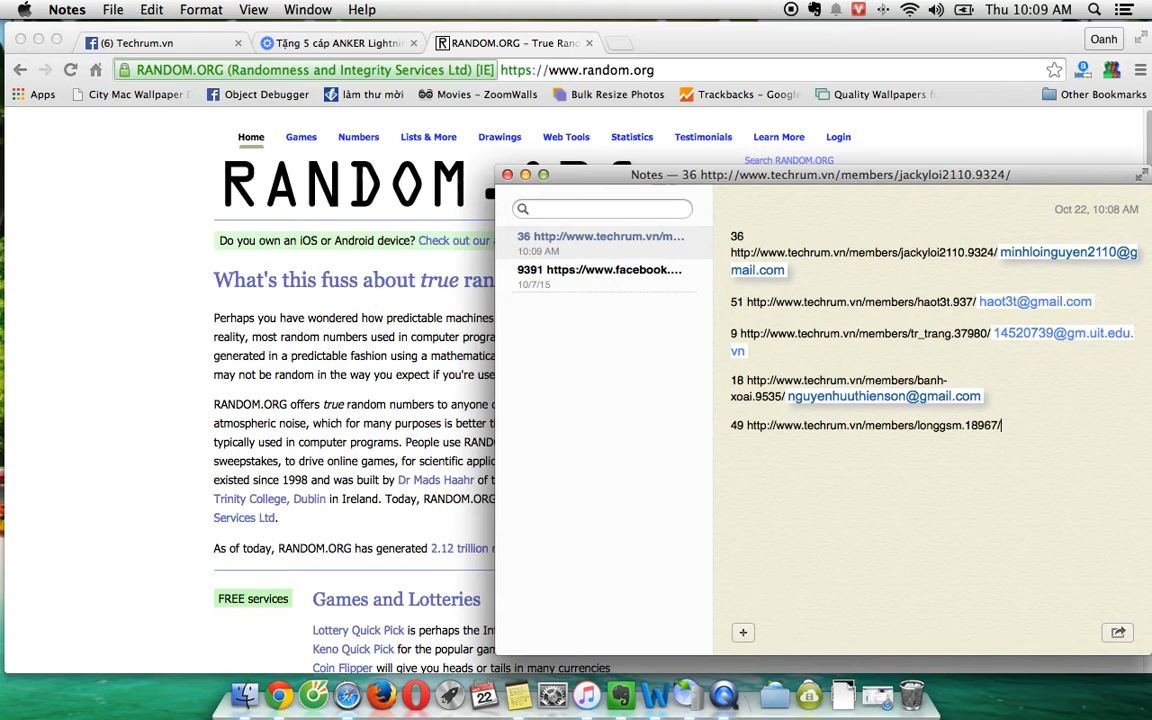 Notes File Edit Format View Window Help Thu 10:09 AM
(6) Techrum.vn Tặng 5 cáp ANKER Lightnin RANDOM.ORG - True Rand Oanh
RANDOM.ORG (Randomness and Integrity Services Ltd) [IE] https://www.random.org
Apps City Mac Wallpaper Object Debugger làm thư mời Movies - ZoomWalls Bulk Resize Photos Trackbacks - Google Quality Wallpapers Other Bookmarks
Home Games Numbers Lists & More Drawings Web Tools Statistics Testimonials Learn More Login
Search RANDOM.ORG
RANDOM.ORG
Do you own an iOS or Android device? Check out our
What's this fuss about true ran
Perhaps you have wondered how predictable machines
reality, most random numbers used in computer progra
generated in a predictable fashion using a mathematica
may not be random in the way you expect if you're use
RANDOM.ORG offers true random numbers to anyone o
atmospheric noise, which for many purposes is better t
typically used in computer programs. People use RAND
sweepstakes, to drive online games, for scientific applic
existed since 1998 and was built by Dr Mads Haahr of t
Trinity College, Dublin in Ireland. Today, RANDOM.ORG
Services Ltd.
As of today, RANDOM.ORG has generated 2.12 trillion
FREE services
Games and Lotteries
Lottery Quick Pick is perhaps the Int
Keno Quick Pick for the popular gam
Coin Flipper will give you heads or tails in many currencies
Notes — 36 http://www.techrum.vn/members/jackyloi2110.9324/
36 http://www.techrum.vn/m...
10:09 AM
9391 https://www.facebook....
10/7/15
Oct 22, 10:08 AM
36
http://www.techrum.vn/members/jackyloi2110.9324/ minhloinguyen2110@g
mail.com
51 http://www.techrum.vn/members/haot3t.937/ haot3t@gmail.com
9 http://www.techrum.vn/members/tr_trang.37980/ 14520739@gm.uit.edu.
vn
18 http://www.techrum.vn/members/banh-
xoai.9535/ nguyenhuuthienson@gmail.com
49 http://www.techrum.vn/members/longgsm.18967/
22